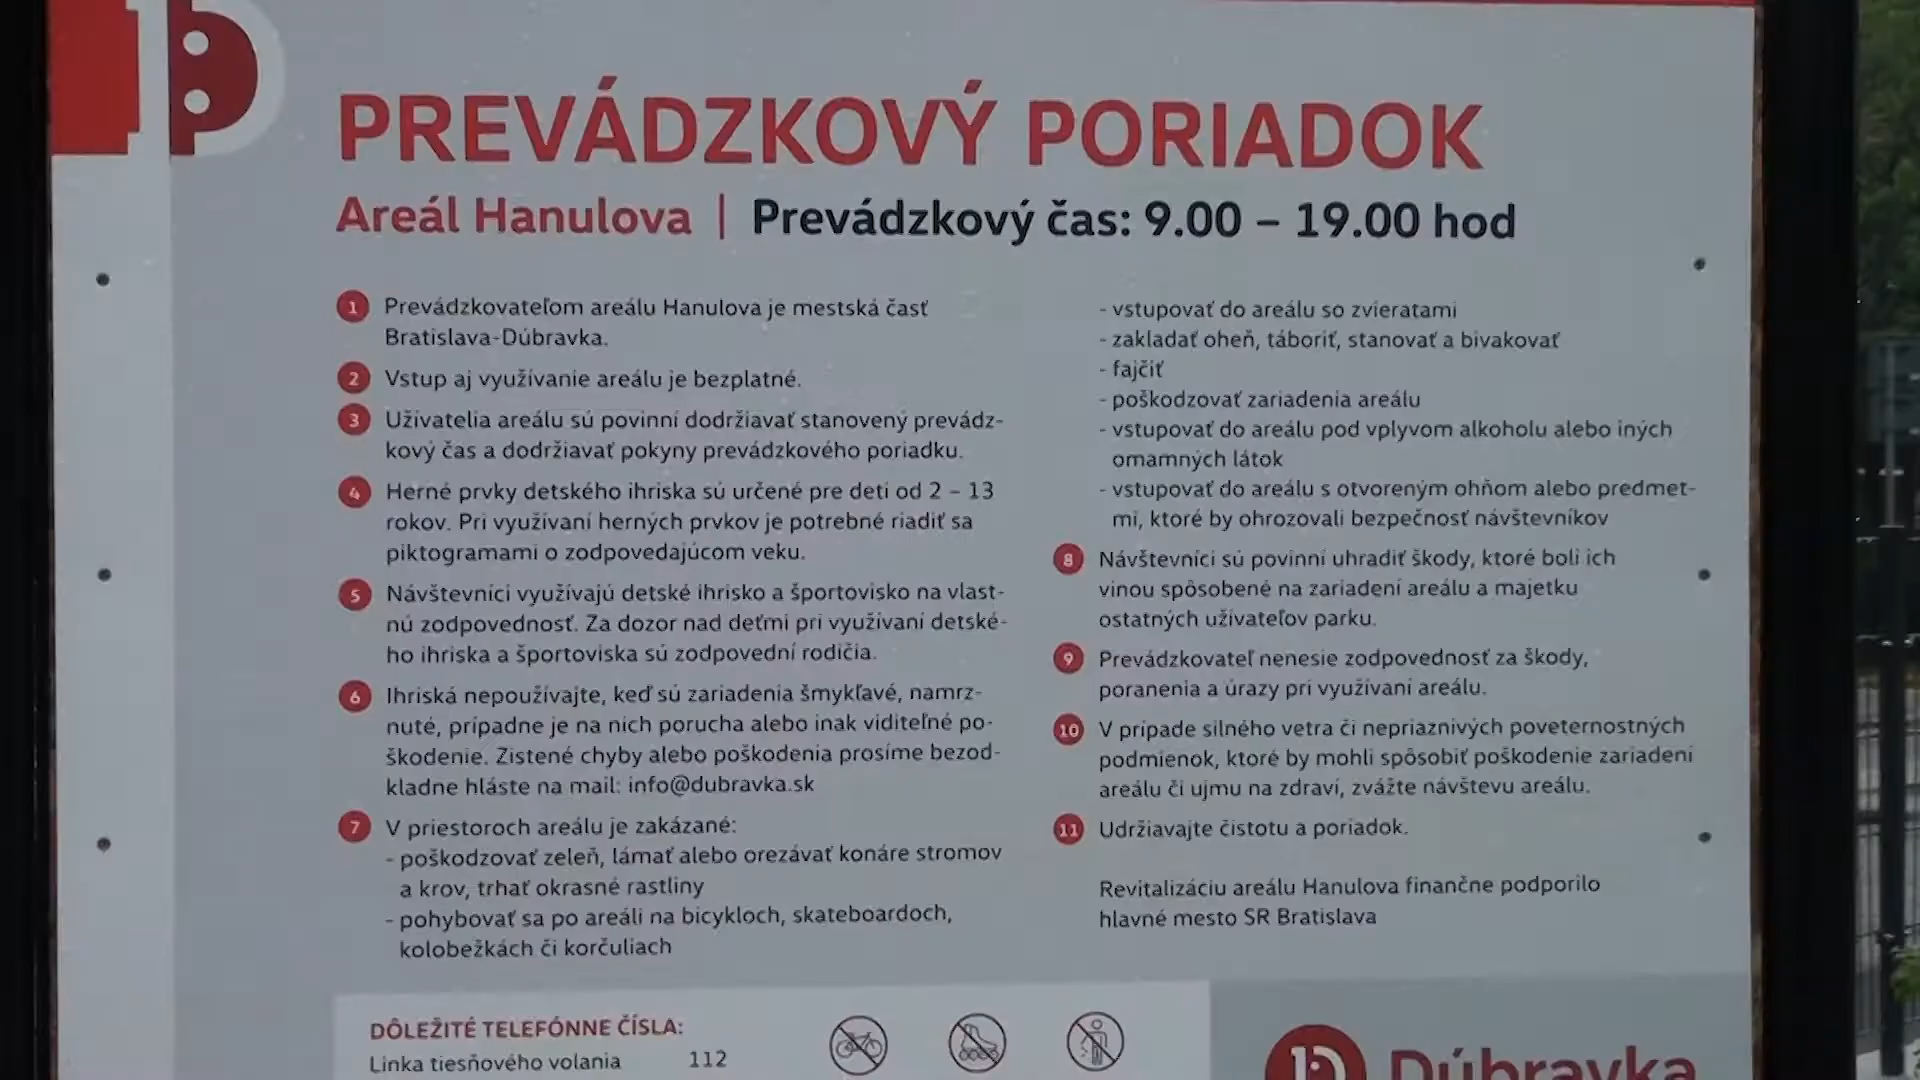 PREVÁDZKOVÝ PORIADOK
Areál Hanulova | Prevádzkový čas: 9.00 – 19.00 hod
1 Prevádzkovateľom areálu Hanulova je mestská časť
Bratislava-Dúbravka.
2 Vstup aj využívanie areálu je bezplatné.
3 Užívatelia areálu sú povinní dodržiavať stanovený prevádz-
kový čas a dodržiavať pokyny prevádzkového poriadku.
4 Herné prvky detského ihriska sú určené pre deti od 2 – 13
rokov. Pri využívaní herných prvkov je potrebné riadiť sa
piktogramami o zodpovedajúcom veku.
5 Návštevníci využívajú detské ihrisko a športovisko na vlast-
nú zodpovednosť. Za dozor nad deťmi pri využívaní detské-
ho ihriska a športoviska sú zodpovední rodičia.
6 Ihriská nepoužívajte, keď sú zariadenia šmykľavé, namrz-
nuté, prípadne je na nich porucha alebo inak viditeľné po-
škodenie. Zistené chyby alebo poškodenia prosíme bezod-
kladne hláste na mail: info@dubravka.sk
7 V priestoroch areálu je zakázané:
- poškodzovať zeleň, lámať alebo orezávať konáre stromov
a krov, trhať okrasné rastliny
- pohybovať sa po areáli na bicykloch, skateboardoch,
kolobežkách či korčuliach
- vstupovať do areálu so zvieratami
- zakladať oheň, táboriť, stanovať a bivakovať
- fajčiť
- poškodzovať zariadenia areálu
- vstupovať do areálu pod vplyvom alkoholu alebo iných
omamných látok
- vstupovať do areálu s otvoreným ohňom alebo predmet-
mi, ktoré by ohrozovali bezpečnosť návštevníkov
8 Návštevníci sú povinní uhradiť škody, ktoré boli ich
vinou spôsobené na zariadení areálu a majetku
ostatných užívateľov parku.
9 Prevádzkovateľ nenesie zodpovednosť za škody,
poranenia a úrazy pri využívaní areálu.
10 V prípade silného vetra či nepriaznivých poveternostných
podmienok, ktoré by mohli spôsobiť poškodenie zariadení
areálu či ujmu na zdraví, zvážte návštevu areálu.
11 Udržiavajte čistotu a poriadok.
Revitalizáciu areálu Hanulova finančne podporilo
hlavné mesto SR Bratislava
DÔLEŽITÉ TELEFÓNNE ČÍSLA:
Linka tiesňového volania 112
Dúbravka